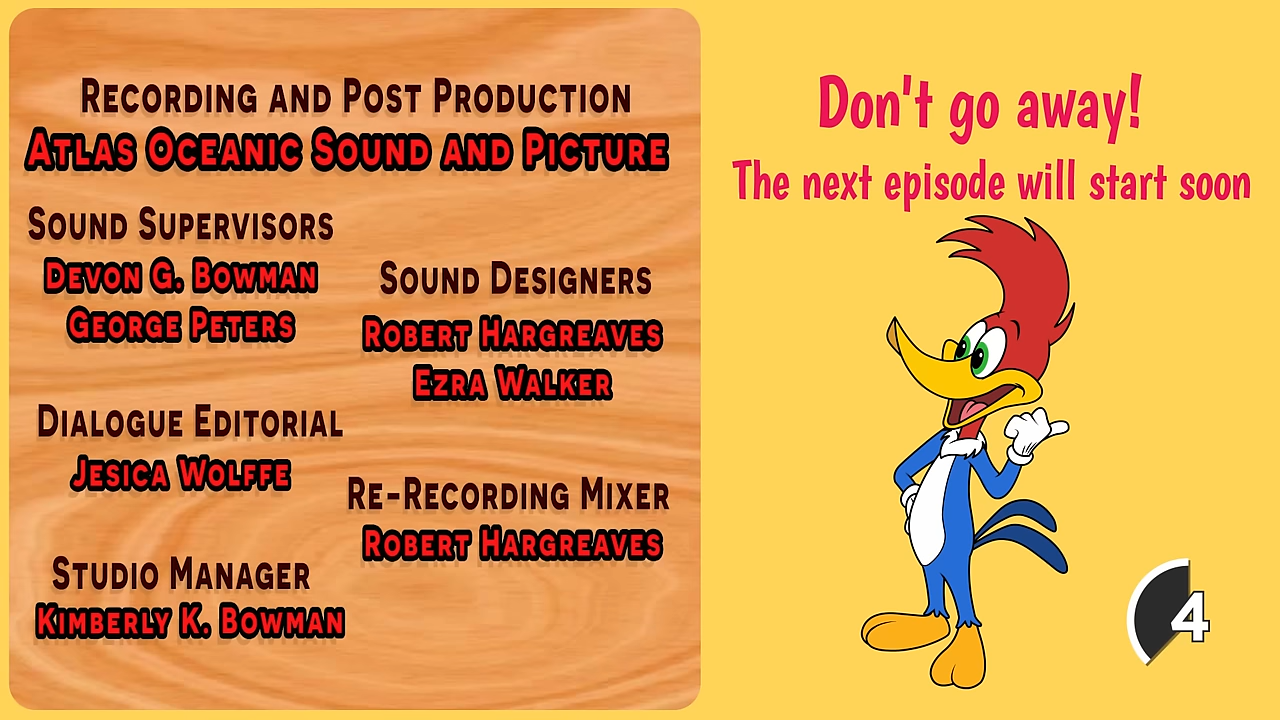 Recording and Post Production
Atlas Oceanic Sound and Picture
Sound Supervisors
Devon G. Bowman
George Peters
Sound Designers
Robert Hargreaves
Ezra Walker
Dialogue Editorial
Jesica Wolffe
Re-Recording Mixer
Robert Hargreaves
Studio Manager
Kimberly K. Bowman
Don't go away!
The next episode will start soon
4